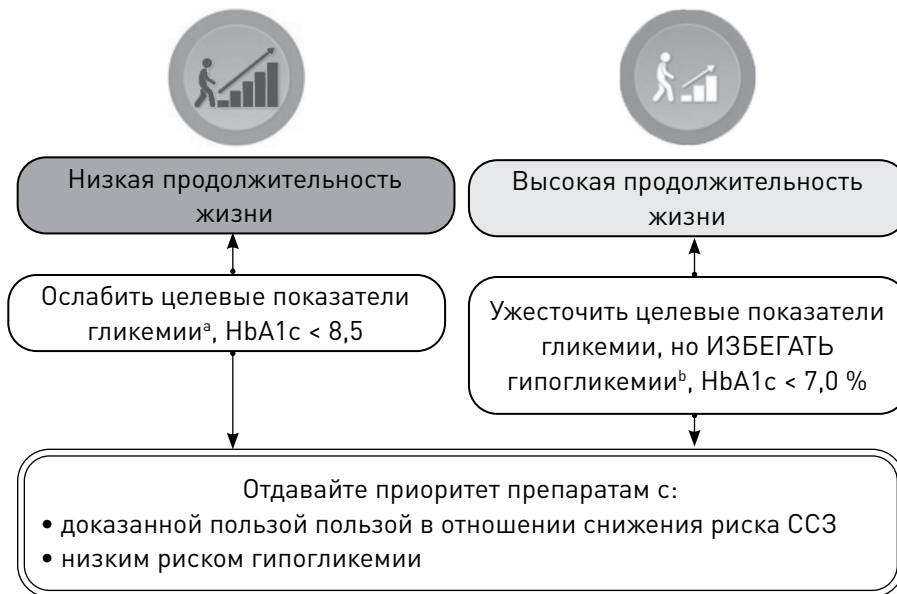 Низкая продолжительность
жизни
Высокая продолжительность
жизни
Ослабить целевые показатели
гликемииᵃ, HbA1c < 8,5
Ужесточить целевые показатели
гликемии, но ИЗБЕГАТЬ
гипогликемииᵇ, HbA1c < 7,0 %
Отдавайте приоритет препаратам с:
• доказанной пользой пользой в отношении снижения риска ССЗ
• низким риском гипогликемии